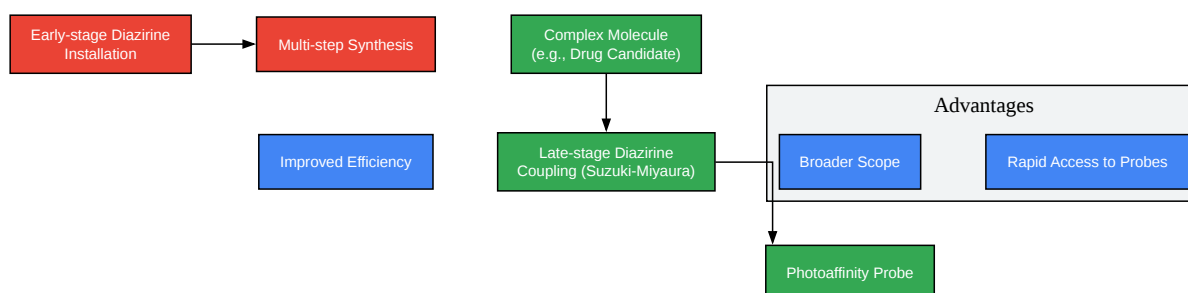 Early-stage Diazirine
Installation
Multi-step Synthesis
Complex Molecule
(e.g., Drug Candidate)
Advantages
Improved Efficiency
Late-stage Diazirine
Coupling (Suzuki-Miyaura)
Broader Scope
Rapid Access to Probes
Photoaffinity Probe